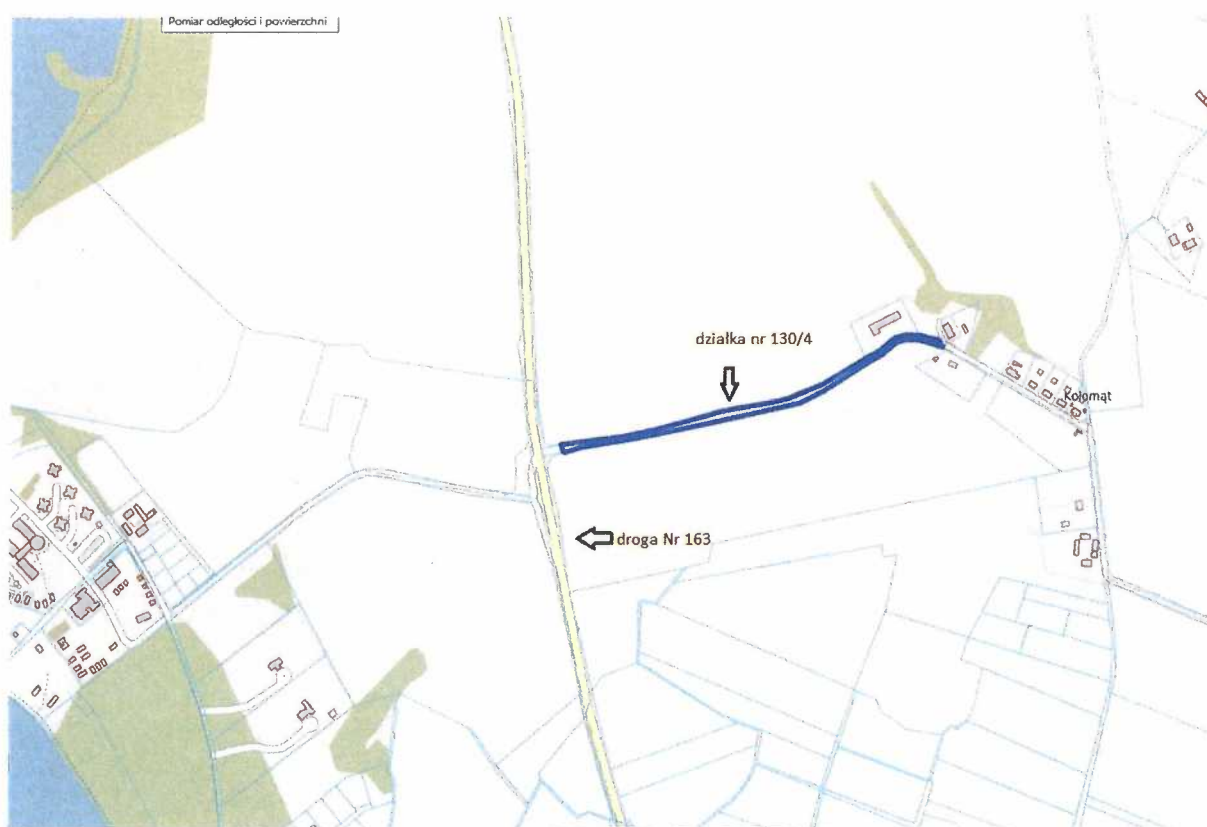 Pomiar odległości i powierzchni
działka nr 130/4
Kołomąt
droga Nr 163